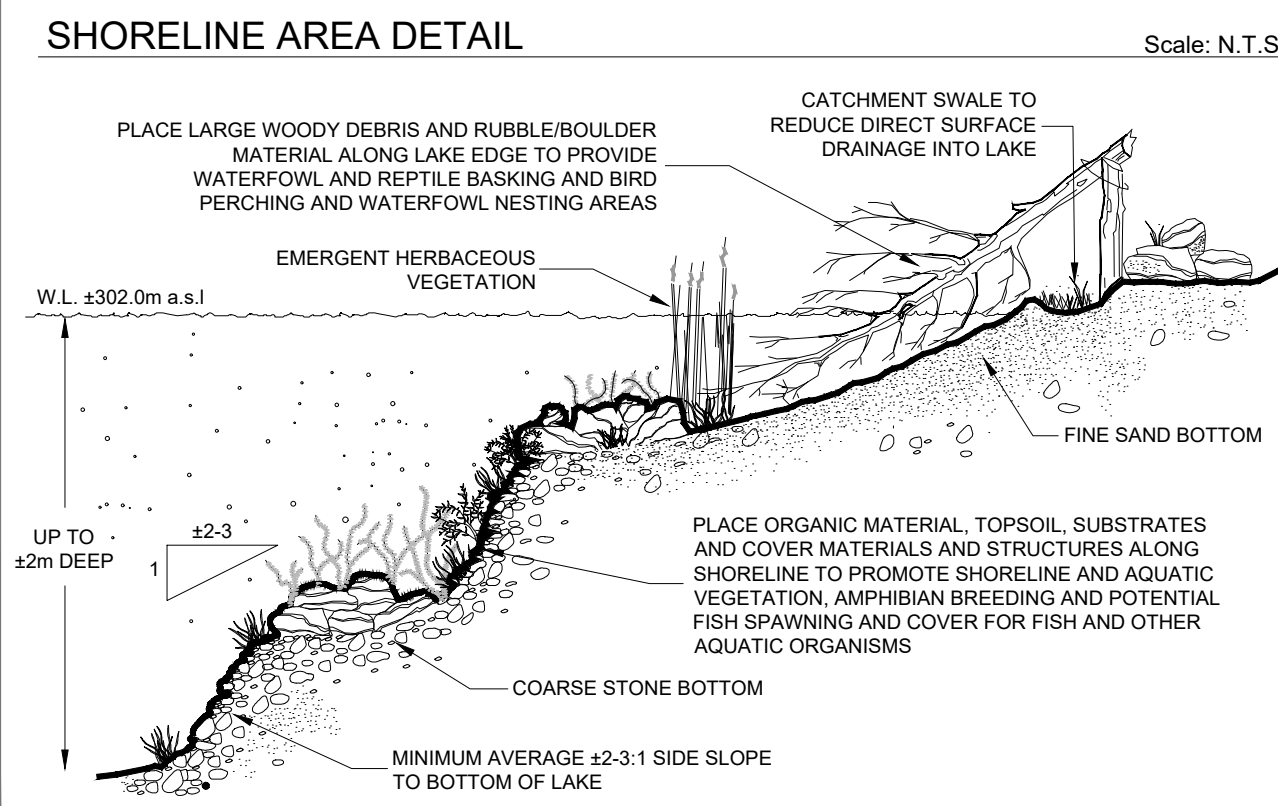 SHORELINE AREA DETAIL
Scale: N.T.S
CATCHMENT SWALE TO
REDUCE DIRECT SURFACE
DRAINAGE INTO LAKE
PLACE LARGE WOODY DEBRIS AND RUBBLE/BOULDER
MATERIAL ALONG LAKE EDGE TO PROVIDE
WATERFOWL AND REPTILE BASKING AND BIRD
PERCHING AND WATERFOWL NESTING AREAS
EMERGENT HERBACEOUS
VEGETATION
W.L. ±302.0m a.s.l
FINE SAND BOTTOM
UP TO
±2m DEEP
±2-3
1
PLACE ORGANIC MATERIAL, TOPSOIL, SUBSTRATES
AND COVER MATERIALS AND STRUCTURES ALONG
SHORELINE TO PROMOTE SHORELINE AND AQUATIC
VEGETATION, AMPHIBIAN BREEDING AND POTENTIAL
FISH SPAWNING AND COVER FOR FISH AND OTHER
AQUATIC ORGANISMS
COARSE STONE BOTTOM
MINIMUM AVERAGE ±2-3:1 SIDE SLOPE
TO BOTTOM OF LAKE